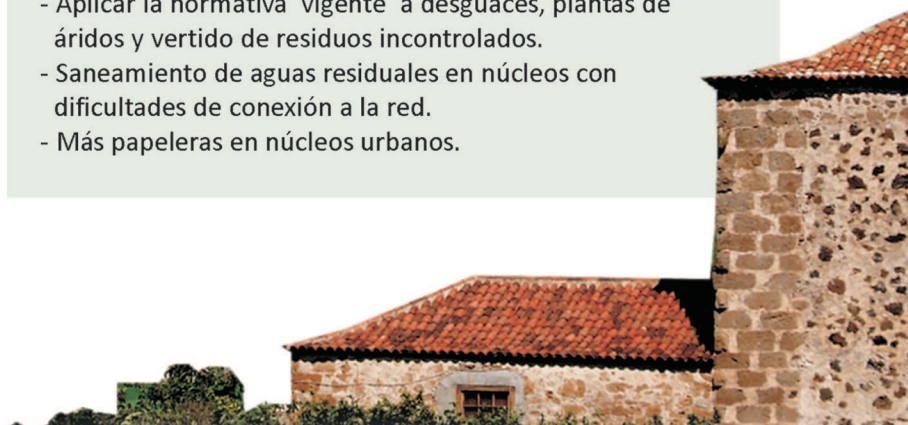 - Aplicar la normativa vigente a desguaces, plantas de
áridos y vertido de residuos incontrolados.
- Saneamiento de aguas residuales en núcleos con
dificultades de conexión a la red.
- Más papeleras en núcleos urbanos.